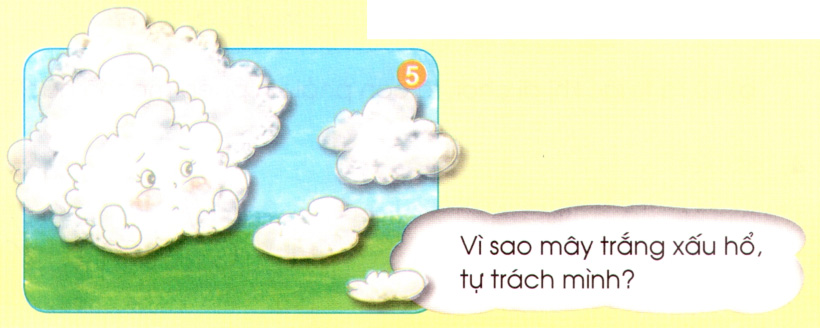 5
Vì sao mây trắng xấu hổ,
tự trách mình?